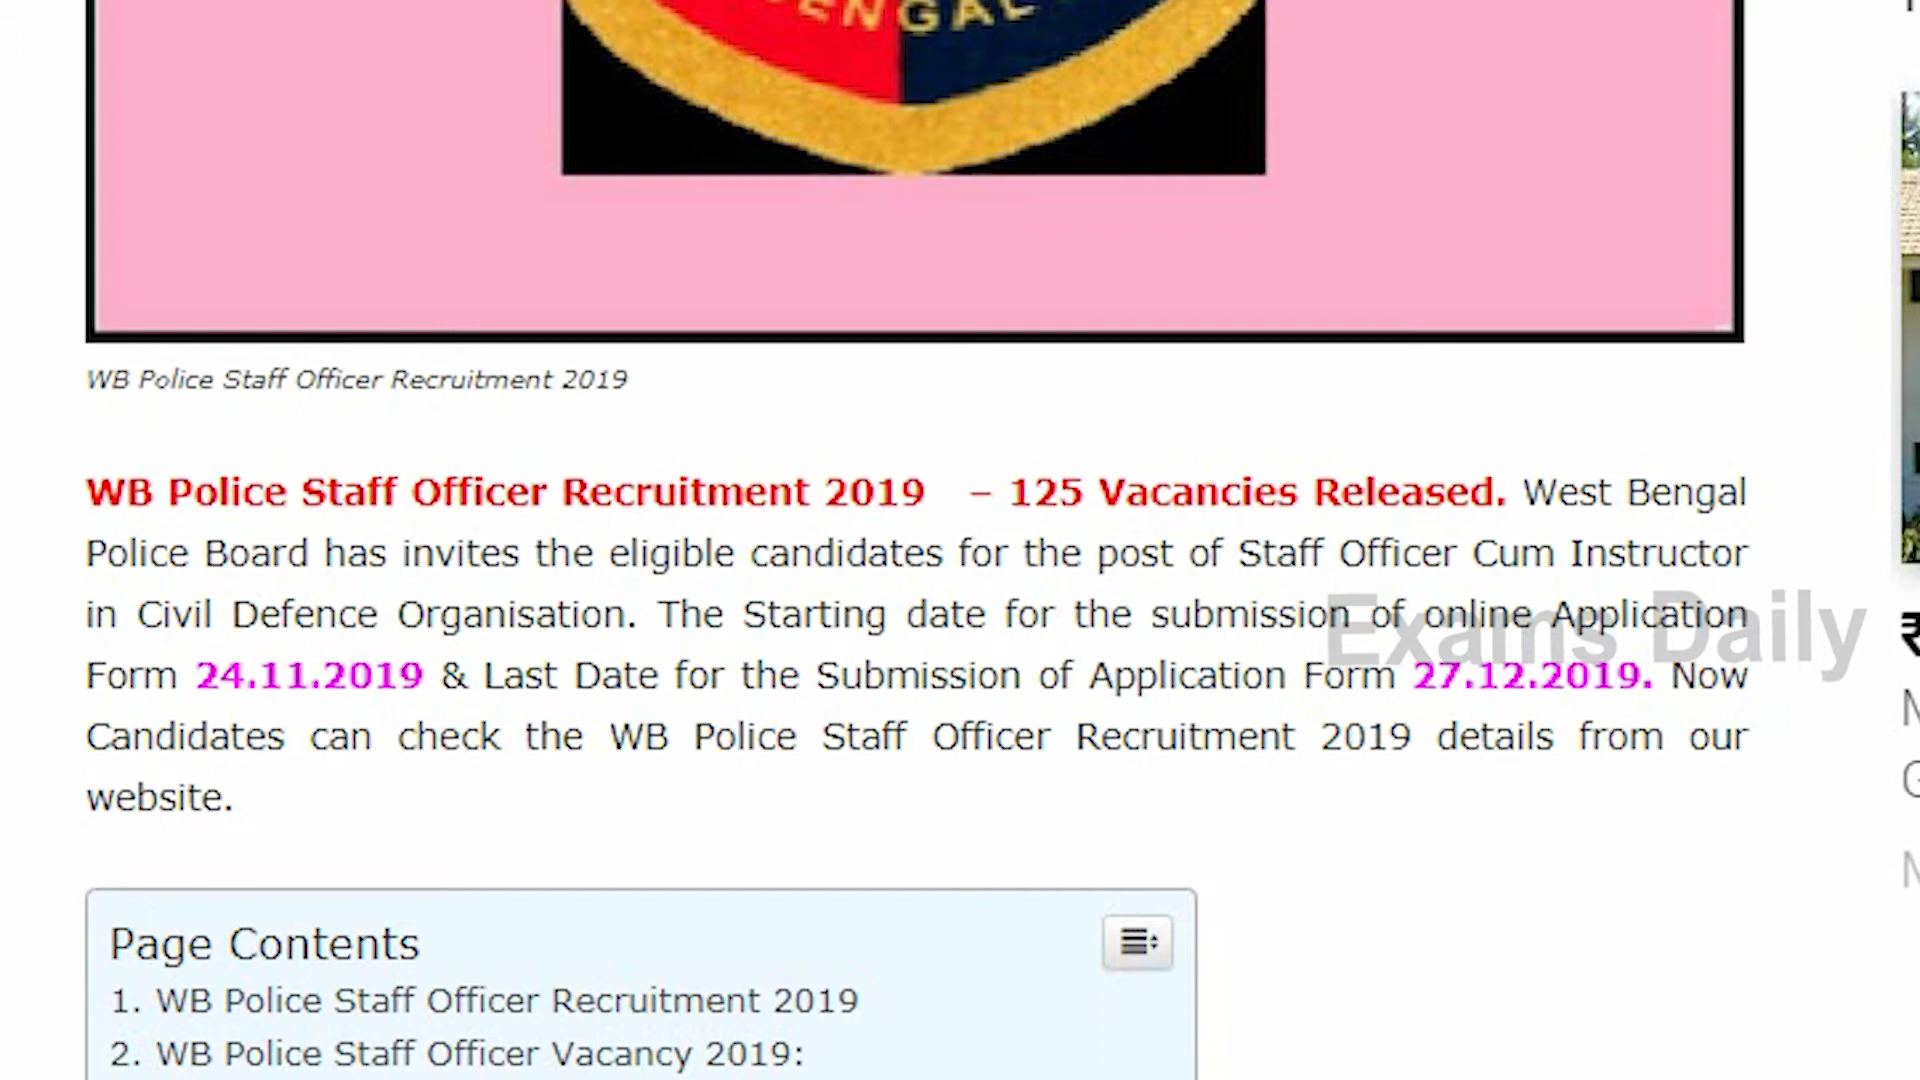 BENGAL
WB Police Staff Officer Recruitment 2019
WB Police Staff Officer Recruitment 2019 – 125 Vacancies Released. West Bengal
Police Board has invites the eligible candidates for the post of Staff Officer Cum Instructor
in Civil Defence Organisation. The Starting date for the submission of online Application
Form 24.11.2019 & Last Date for the Submission of Application Form 27.12.2019. Now
Candidates can check the WB Police Staff Officer Recruitment 2019 details from our
website.
Exams Daily
Page Contents
1. WB Police Staff Officer Recruitment 2019
2. WB Police Staff Officer Vacancy 2019:
₹